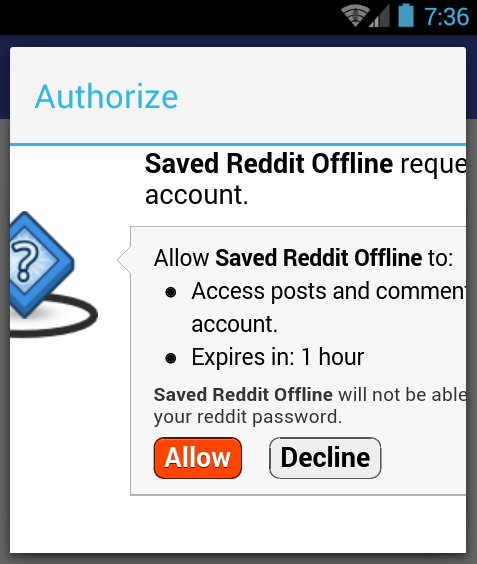 7:36
Authorize
Saved Reddit Offline reque
account.
?
Allow Saved Reddit Offline to:
Access posts and commen
account.
Expires in: 1 hour
Saved Reddit Offline will not be able
your reddit password.
Allow Decline